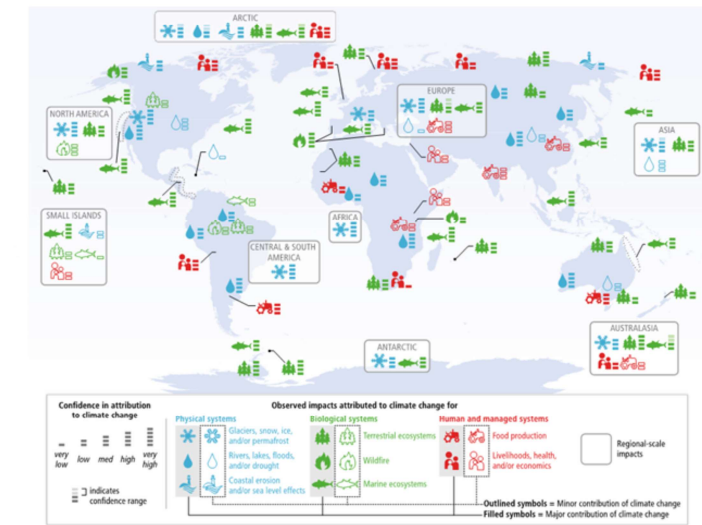 ARCTIC
EUROPE
NORTH AMERICA
ASIA
SMALL ISLANDS
AFRICA
CENTRAL & SOUTH
AMERICA
AUSTRALASIA
ANTARCTIC
Confidence in attribution
to climate change
very
low
low
med
high
very
high
indicates
confidence range
Observed impacts attributed to climate change for
Physical systems
Glaciers, snow, ice,
and/or permafrost
Rivers, lakes, floods,
and/or drought
Coastal erosion
and/or sea level effects
Biological systems
Terrestrial ecosystems
Wildfire
Marine ecosystems
Human and managed systems
Food production
Livelihoods, health,
and/or economics
Regional-scale
impacts
Outlined symbols = Minor contribution of climate change
Filled symbols = Major contribution of climate change